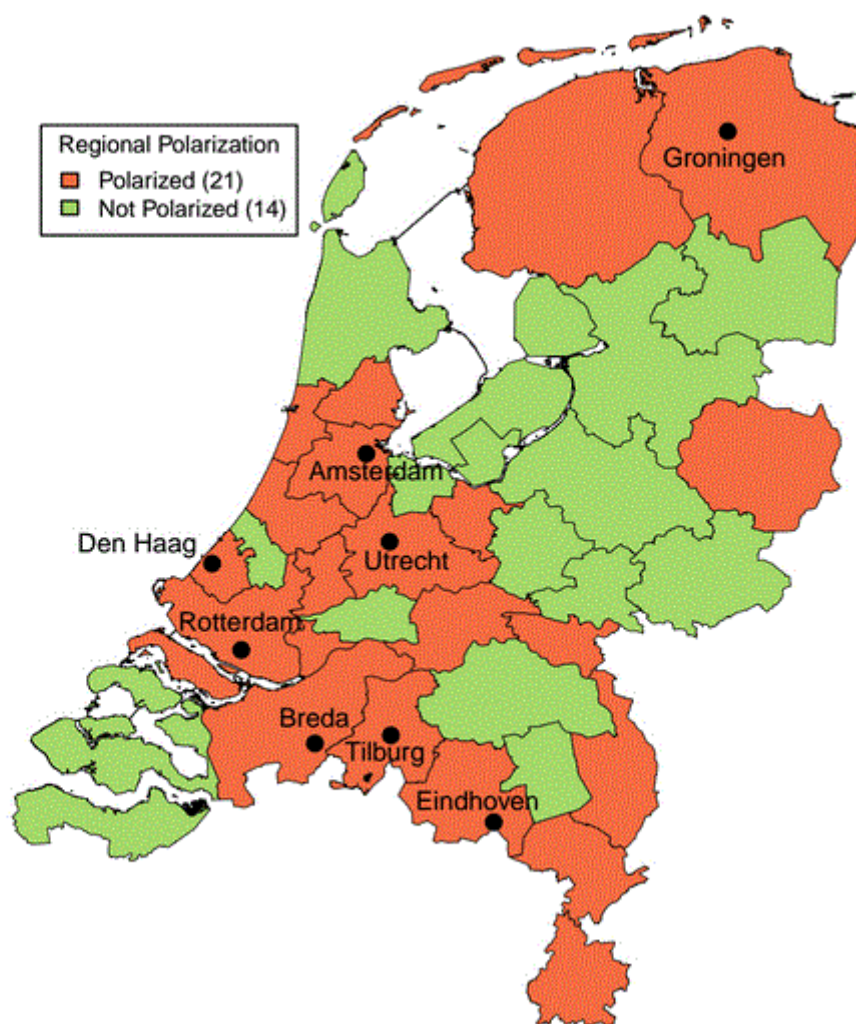 Regional Polarization
Polarized (21)
Not Polarized (14)
Groningen
Amsterdam
Den Haag
Utrecht
Rotterdam
Breda
Tilburg
Eindhoven